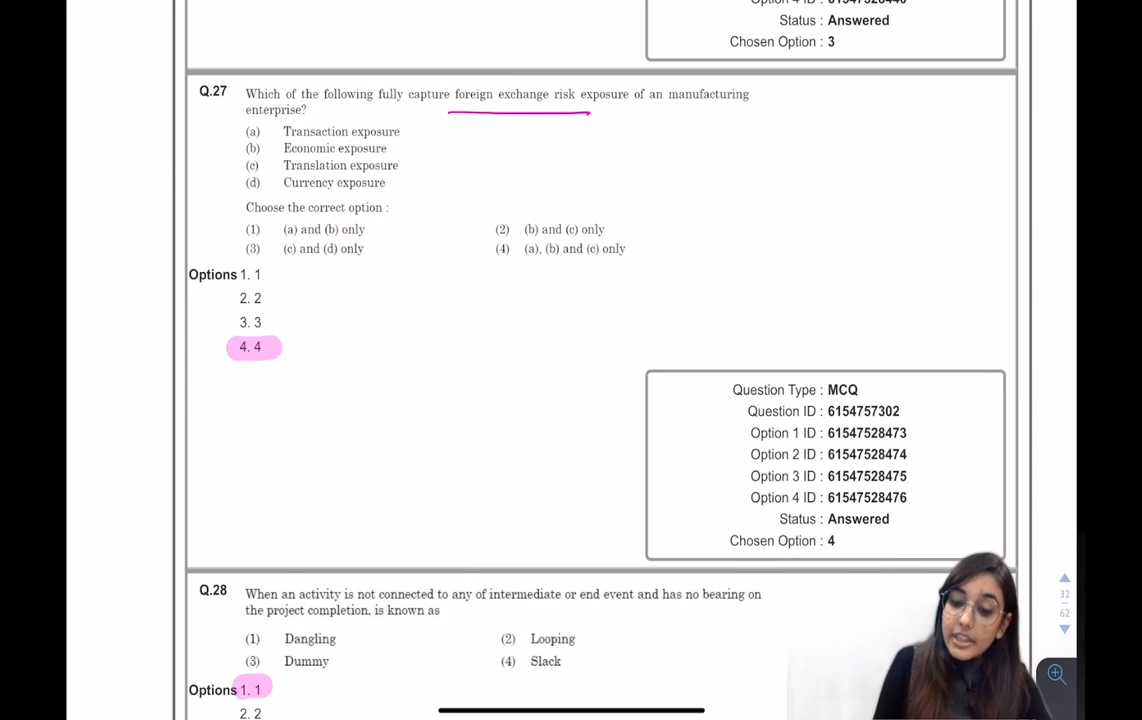 Status : Answered
Chosen Option : 3
Q.27 Which of the following fully capture foreign exchange risk exposure of an manufacturing
enterprise?
(a) Transaction exposure
(b) Economic exposure
(c) Translation exposure
(d) Currency exposure
Choose the correct option :
(1) (a) and (b) only (2) (b) and (c) only
(3) (c) and (d) only (4) (a), (b) and (c) only
Options 1. 1
2. 2
3. 3
4. 4
Question Type : MCQ
Question ID : 6154757302
Option 1 ID : 61547528473
Option 2 ID : 61547528474
Option 3 ID : 61547528475
Option 4 ID : 61547528476
Status : Answered
Chosen Option : 4
Q.28 When an activity is not connected to any of intermediate or end event and has no bearing on
the project completion, is known as
(1) Dangling (2) Looping
(3) Dummy (4) Slack
Options 1. 1
2. 2
32
62